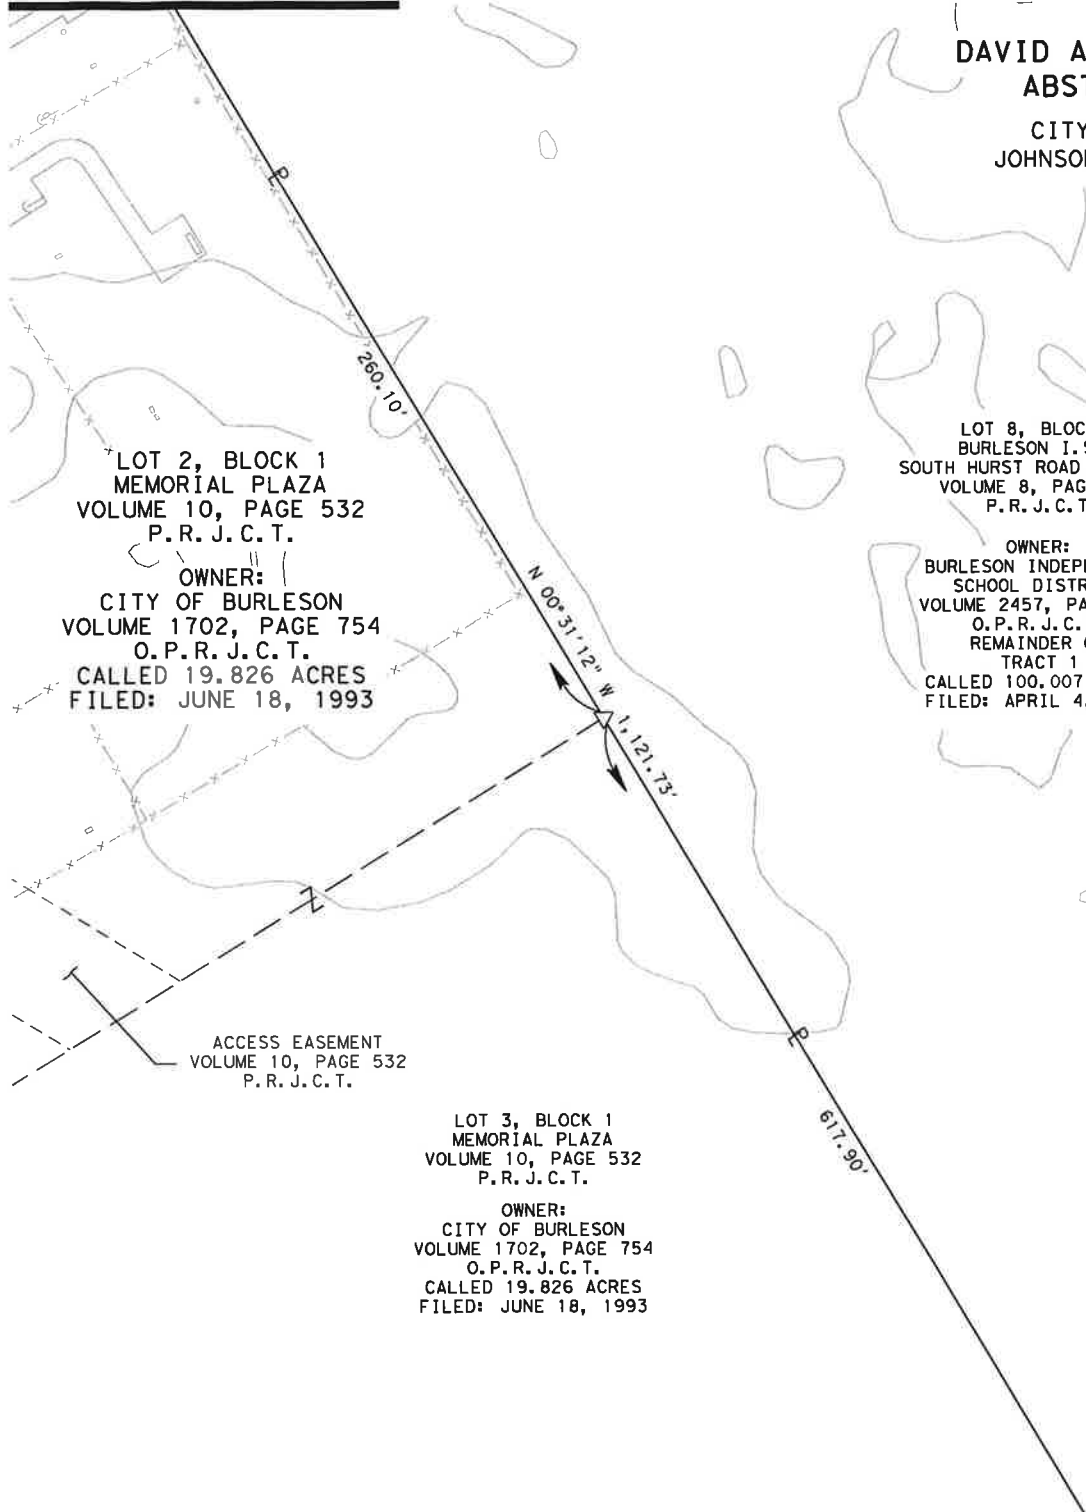 DAVID A
ABST
CITY
JOHNSON
260.10'
LOT 2, BLOCK 1
MEMORIAL PLAZA
VOLUME 10, PAGE 532
P.R.J.C.T.
OWNER:
CITY OF BURLESON
VOLUME 1702, PAGE 754
O.P.R.J.C.T.
CALLED 19.826 ACRES
FILED: JUNE 18, 1993
LOT 8, BLOC
BURLESON I.S
SOUTH HURST ROAD
VOLUME 8, PAG
P.R.J.C.T
OWNER:
BURLESON INDEP
SCHOOL DISTR
VOLUME 2457, PA
O.P.R.J.C.
REMAINDER
TRACT 1
CALLED 100.007
FILED: APRIL 4,
N 00°31'12" W
1,121.73'
ACCESS EASEMENT
VOLUME 10, PAGE 532
P.R.J.C.T.
617.90'
LOT 3, BLOCK 1
MEMORIAL PLAZA
VOLUME 10, PAGE 532
P.R.J.C.T.
OWNER:
CITY OF BURLESON
VOLUME 1702, PAGE 754
O.P.R.J.C.T.
CALLED 19.826 ACRES
FILED: JUNE 18, 1993